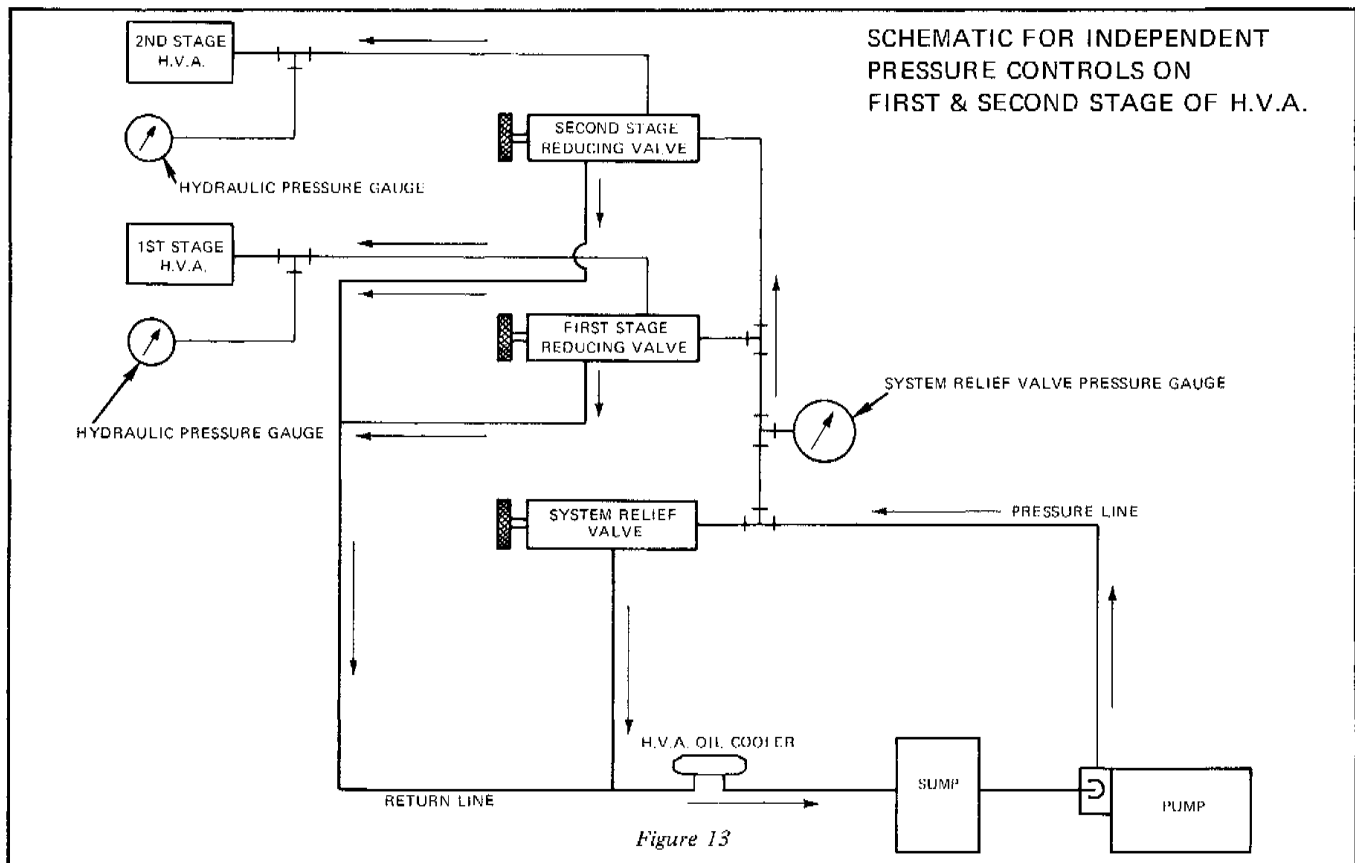 SCHEMATIC FOR INDEPENDENT
PRESSURE CONTROLS ON
FIRST & SECOND STAGE OF H.V.A.
2ND STAGE
H.V.A.
SECOND STAGE
REDUCING VALVE
HYDRAULIC PRESSURE GAUGE
1ST STAGE
H.V.A.
FIRST STAGE
REDUCING VALVE
SYSTEM RELIEF VALVE PRESSURE GAUGE
HYDRAULIC PRESSURE GAUGE
SYSTEM RELIEF
VALVE
PRESSURE LINE
H.V.A. OIL COOLER
SUMP
PUMP
RETURN LINE
Figure 13